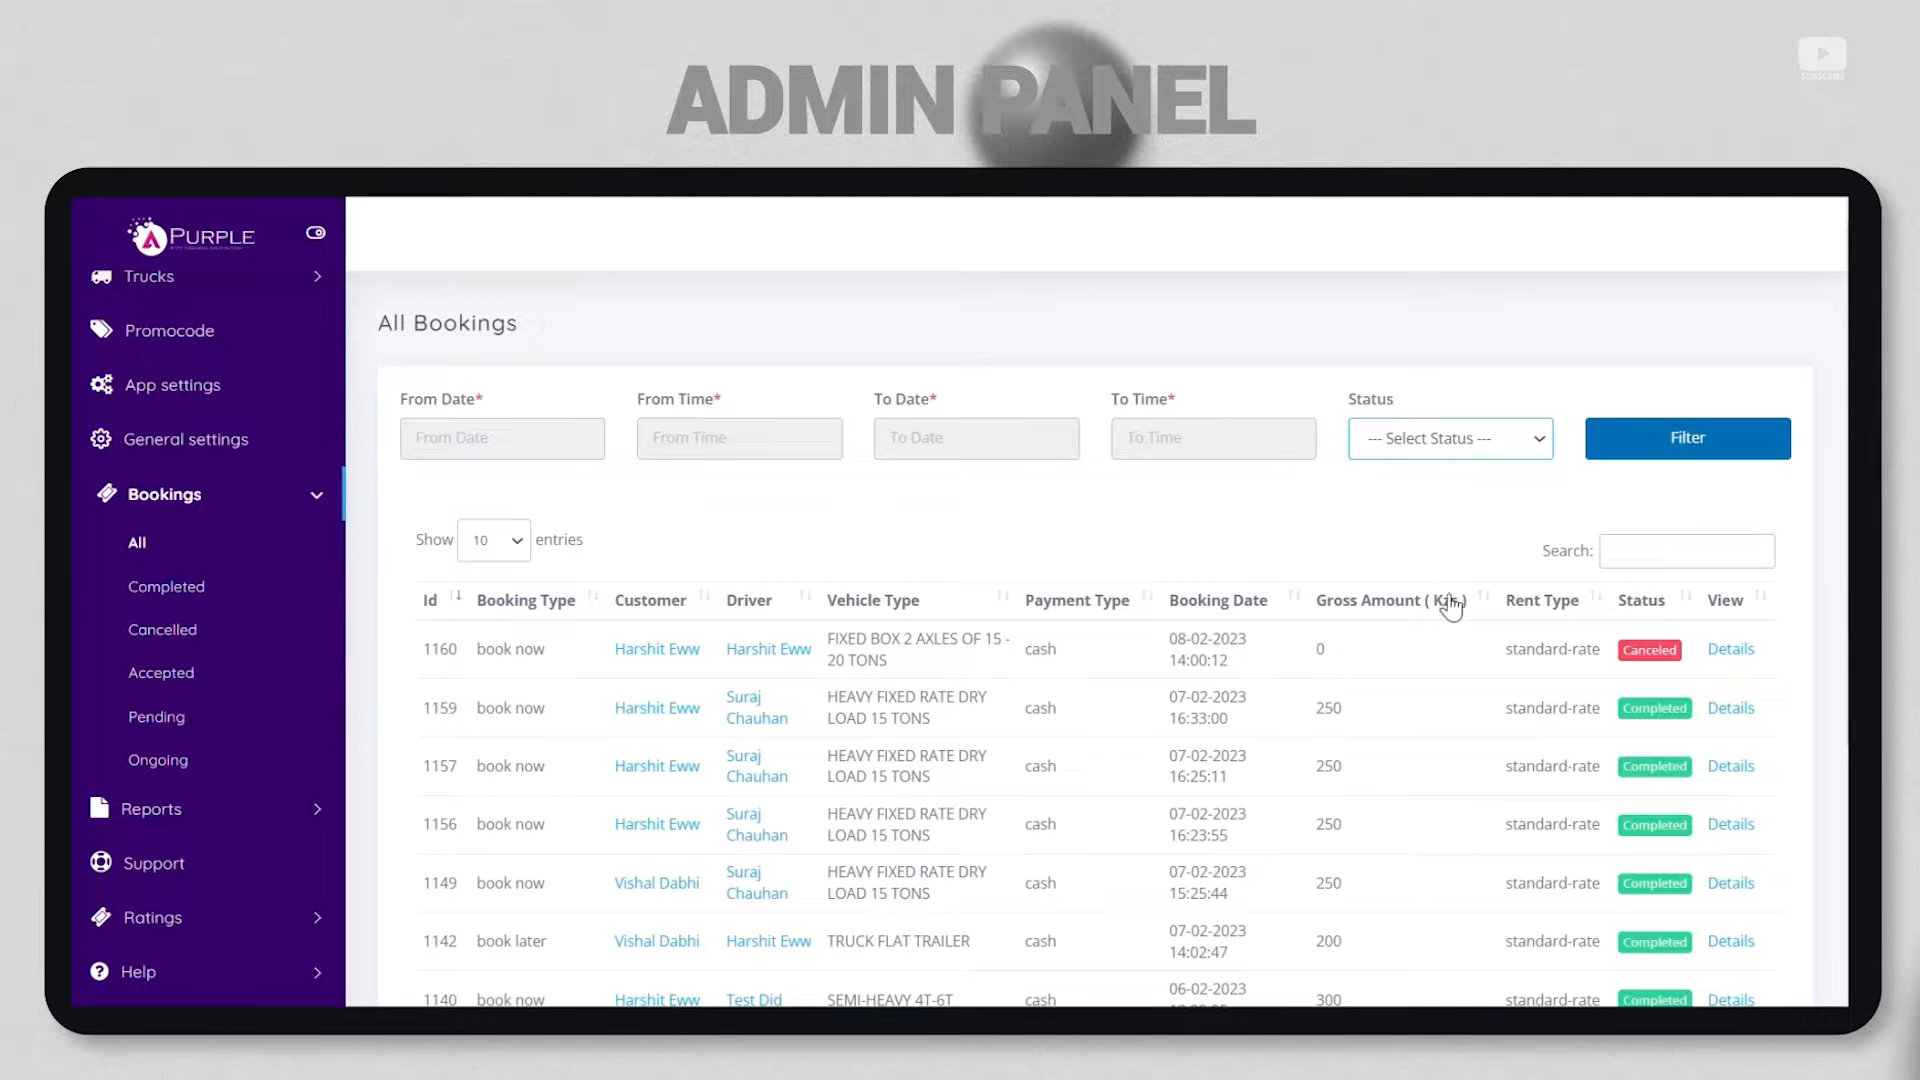 ADMIN PANEL
SUBSCRIBE
PURPLE
Trucks
Promocode
App settings
General settings
Bookings
All
Completed
Cancelled
Accepted
Pending
Ongoing
Reports
Support
Ratings
Help
All Bookings
From Date* From Time* To Date* To Time* Status
From Date From Time To Date To Time --- Select Status --- Filter
Show 10 entries
Search:
Id Booking Type Customer Driver Vehicle Type Payment Type Booking Date Gross Amount ( Rent Type Status View
1160 book now Harshit Eww Harshit Eww FIXED BOX 2 AXLES OF 15 - 20 TONS cash 08-02-2023 14:00:12 0 standard-rate Canceled Details
1159 book now Harshit Eww Suraj Chauhan HEAVY FIXED RATE DRY LOAD 15 TONS cash 07-02-2023 16:33:00 250 standard-rate Completed Details
1157 book now Harshit Eww Suraj Chauhan HEAVY FIXED RATE DRY LOAD 15 TONS cash 07-02-2023 16:25:11 250 standard-rate Completed Details
1156 book now Harshit Eww Suraj Chauhan HEAVY FIXED RATE DRY LOAD 15 TONS cash 07-02-2023 16:23:55 250 standard-rate Completed Details
1149 book now Vishal Dabhi Suraj Chauhan HEAVY FIXED RATE DRY LOAD 15 TONS cash 07-02-2023 15:25:44 250 standard-rate Completed Details
1142 book later Vishal Dabhi Harshit Eww TRUCK FLAT TRAILER cash 07-02-2023 14:02:47 200 standard-rate Completed Details
1140 book now Harshit Eww Test Did SEMI-HEAVY 4T-6T cash 06-02-2023 300 standard-rate Completed Details